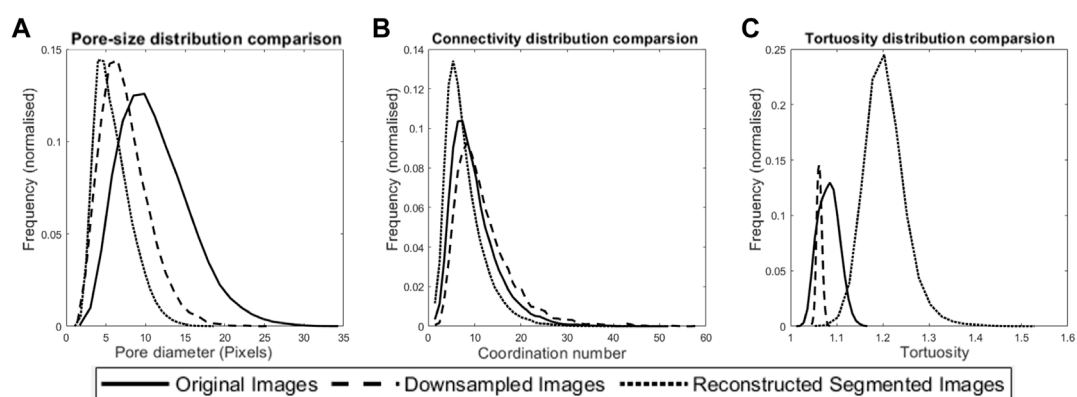 A
Pore-size distribution comparison
0.15
0.1
0.05
0
Frequency (normalised)
0 5 10 15 20 25 30 35
Pore diameter (Pixels)
B
Connectivity distribution comparsion
0.14
0.12
0.1
0.08
0.06
0.04
0.02
0
Frequency (normalised)
0 10 20 30 40 50 60
Coordination number
C
Tortuosity distribution comparsion
0.25
0.2
0.15
0.1
0.05
0
Frequency (normalised)
1 1.1 1.2 1.3 1.4 1.5 1.6
Tortuosity
Original Images
Downsampled Images
Reconstructed Segmented Images